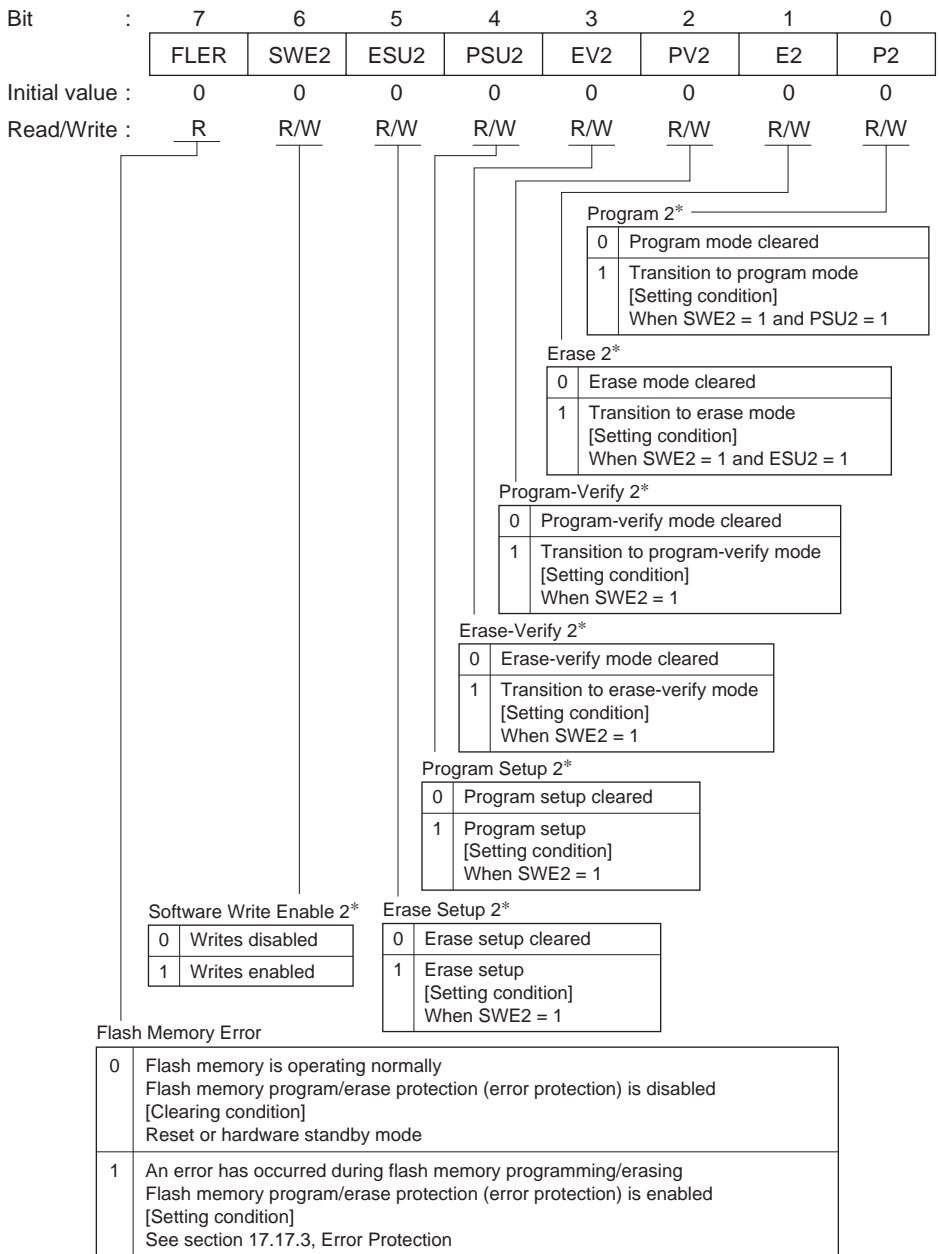 Bit : 7 6 5 4 3 2 1 0
FLER SWE2 ESU2 PSU2 EV2 PV2 E2 P2
Initial value : 0 0 0 0 0 0 0 0
Read/Write : R R/W R/W R/W R/W R/W R/W R/W
Program 2*
0 Program mode cleared
1 Transition to program mode
[Setting condition]
When SWE2 = 1 and PSU2 = 1
Erase 2*
0 Erase mode cleared
1 Transition to erase mode
[Setting condition]
When SWE2 = 1 and ESU2 = 1
Program-Verify 2*
0 Program-verify mode cleared
1 Transition to program-verify mode
[Setting condition]
When SWE2 = 1
Erase-Verify 2*
0 Erase-verify mode cleared
1 Transition to erase-verify mode
[Setting condition]
When SWE2 = 1
Program Setup 2*
0 Program setup cleared
1 Program setup
[Setting condition]
When SWE2 = 1
Software Write Enable 2*
0 Writes disabled
1 Writes enabled
Erase Setup 2*
0 Erase setup cleared
1 Erase setup
[Setting condition]
When SWE2 = 1
Flash Memory Error
0 Flash memory is operating normally
Flash memory program/erase protection (error protection) is disabled
[Clearing condition]
Reset or hardware standby mode
1 An error has occurred during flash memory programming/erasing
Flash memory program/erase protection (error protection) is enabled
[Setting condition]
See section 17.17.3, Error Protection